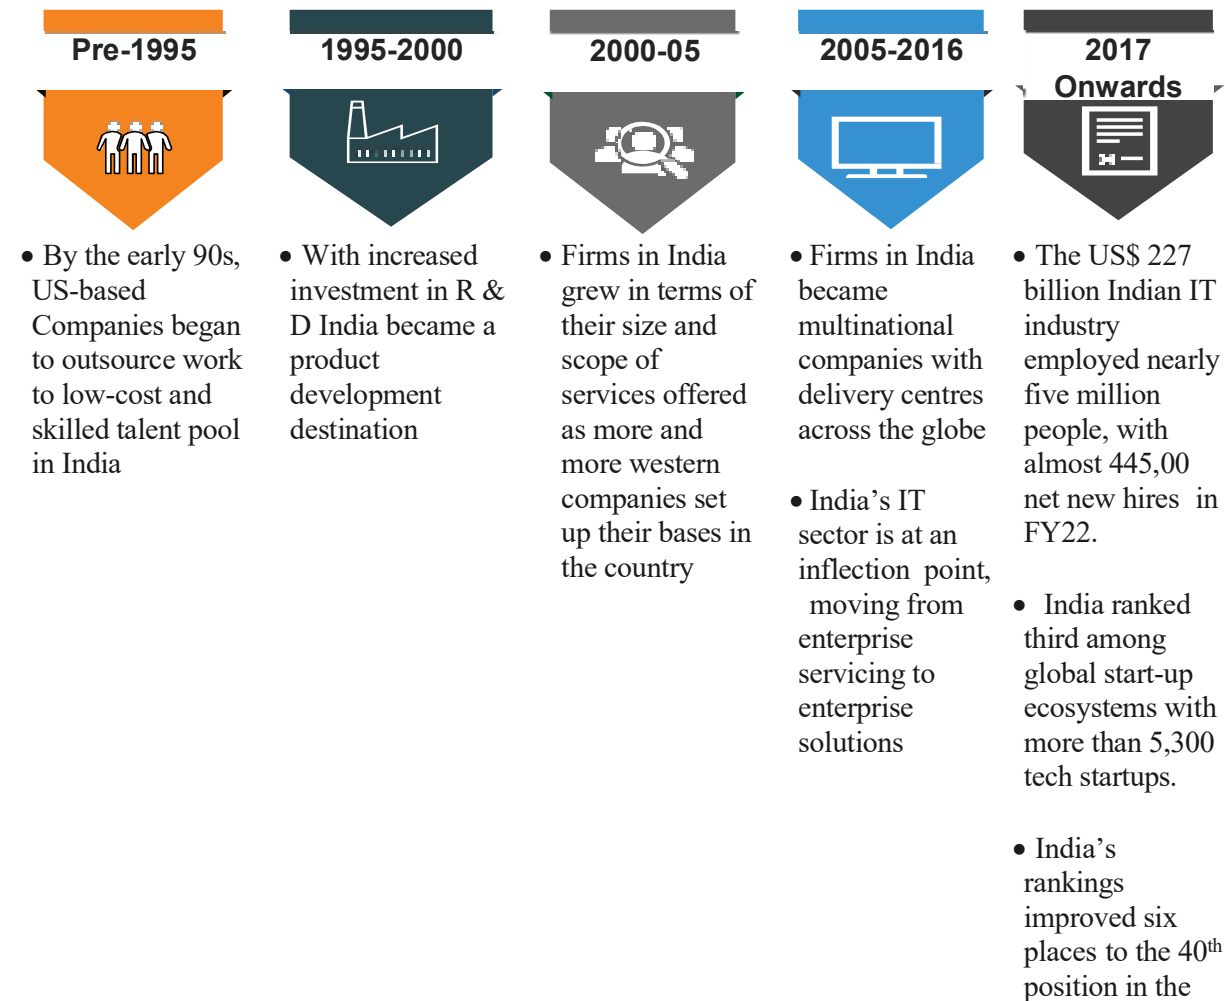 Pre-1995
• By the early 90s,
US-based
Companies began
to outsource work
to low-cost and
skilled talent pool
in India
1995-2000
• With increased
investment in R &
D India became a
product
development
destination
2000-05
• Firms in India
grew in terms of
their size and
scope of
services offered
as more and
more western
companies set
up their bases in
the country
2005-2016
• Firms in India
became
multinational
companies with
delivery centres
across the globe
• India’s IT
sector is at an
inflection point,
moving from
enterprise
servicing to
enterprise
solutions
2017
Onwards
• The US$ 227
billion Indian IT
industry
employed nearly
five million
people, with
almost 445,00
net new hires in
FY22.
• India ranked
third among
global start-up
ecosystems with
more than 5,300
tech startups.
• India’s
rankings
improved six
places to the 40th
position in the